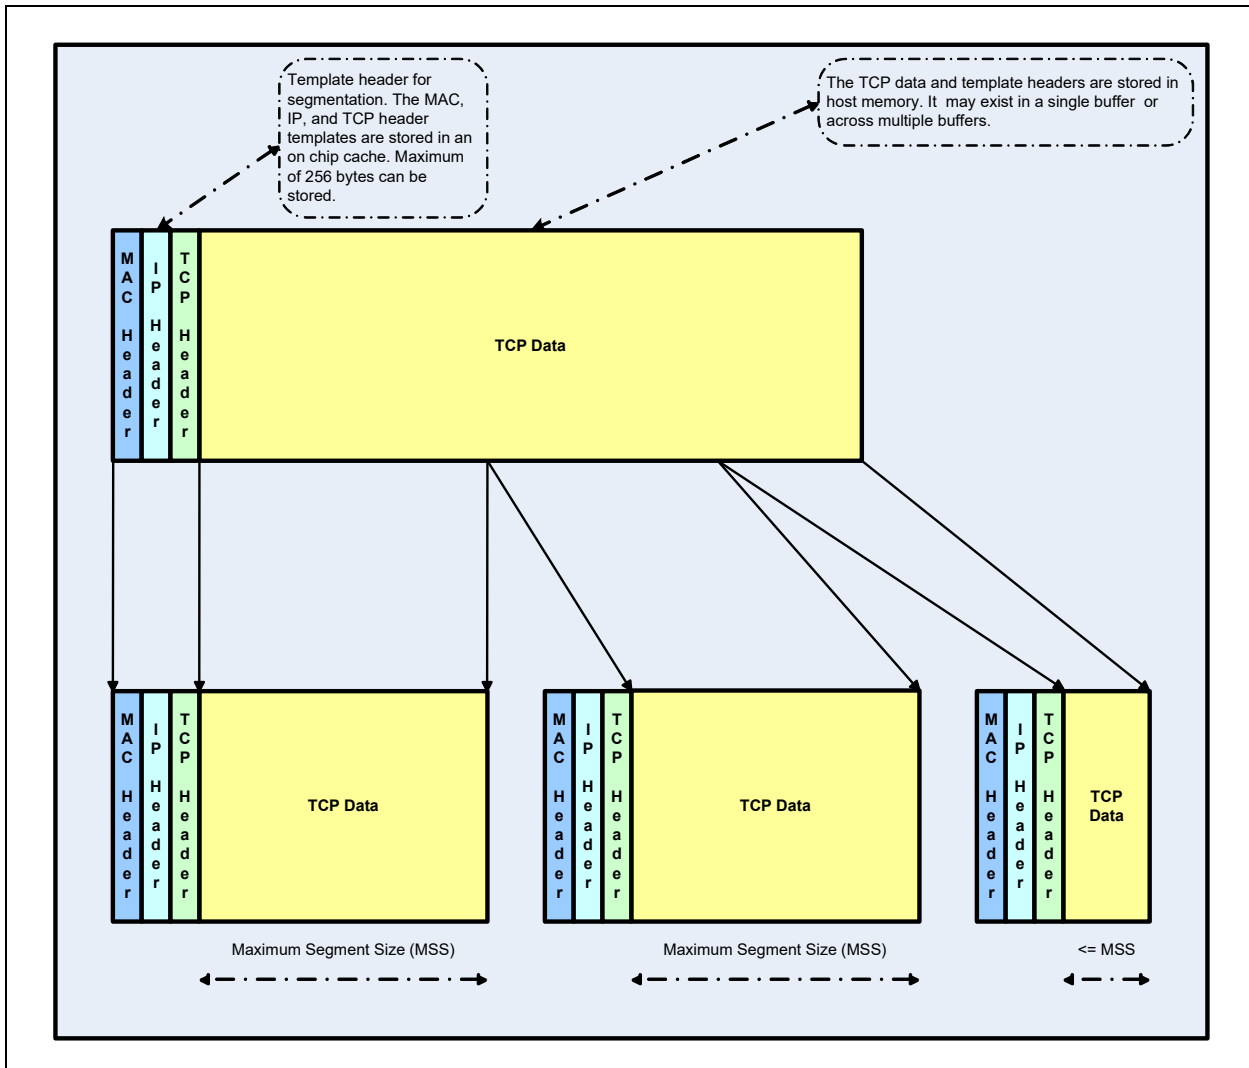 Template header for
segmentation. The MAC,
IP, and TCP header
templates are stored in an
on chip cache. Maximum
of 256 bytes can be
stored.
The TCP data and template headers are stored in
host memory. It may exist in a single buffer or
across multiple buffers.
MAC Header
IP Header
TCP Header
TCP Data
MAC Header
IP Header
TCP Header
TCP Data
MAC Header
IP Header
TCP Header
TCP Data
MAC Header
IP Header
TCP Header
TCP
Data
Maximum Segment Size (MSS)
Maximum Segment Size (MSS)
<= MSS